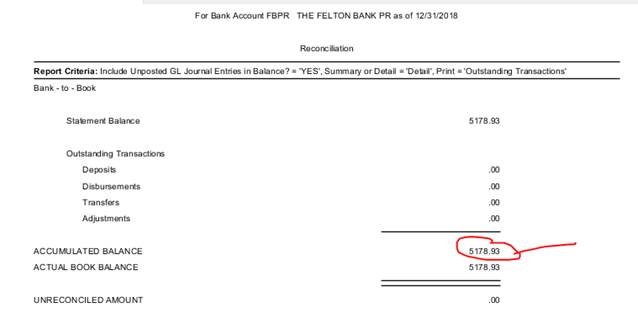 For Bank Account FBPR THE FELTON BANK PR as of 12/31/2018
Reconciliation
Report Criteria: Include Unposted GL Journal Entries in Balance? = 'YES', Summary or Detail = 'Detail', Print = 'Outstanding Transactions'
Bank - to - Book
Statement Balance 5178.93
Outstanding Transactions
Deposits .00
Disbursements .00
Transfers .00
Adjustments .00
ACCUMULATED BALANCE 5178.93
ACTUAL BOOK BALANCE 5178.93
UNRECONCILED AMOUNT .00